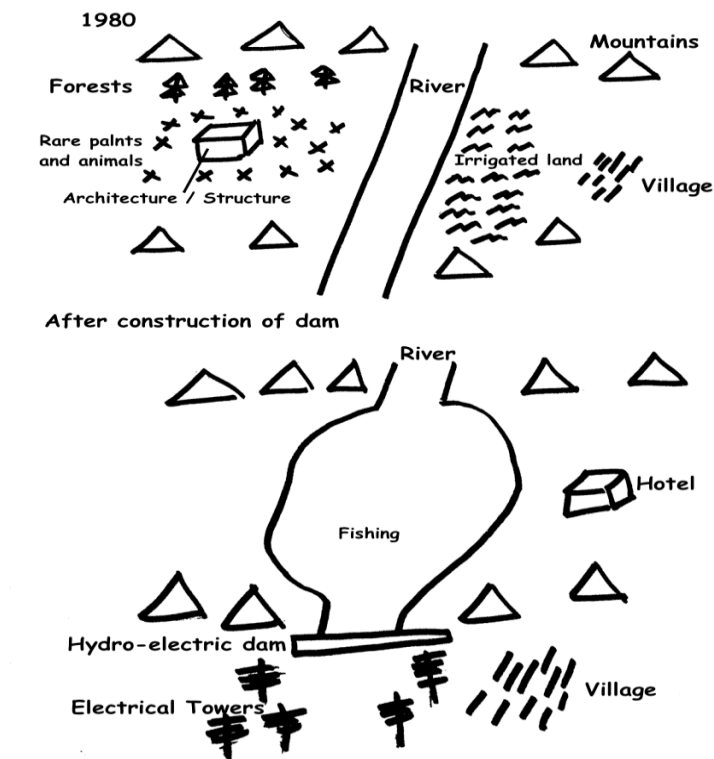 1980
Mountains
Forests
River
Rare palnts
and animals
Irrigated land
Village
Architecture / Structure
After construction of dam
River
Hotel
Fishing
Hydro-electric dam
Village
Electrical Towers